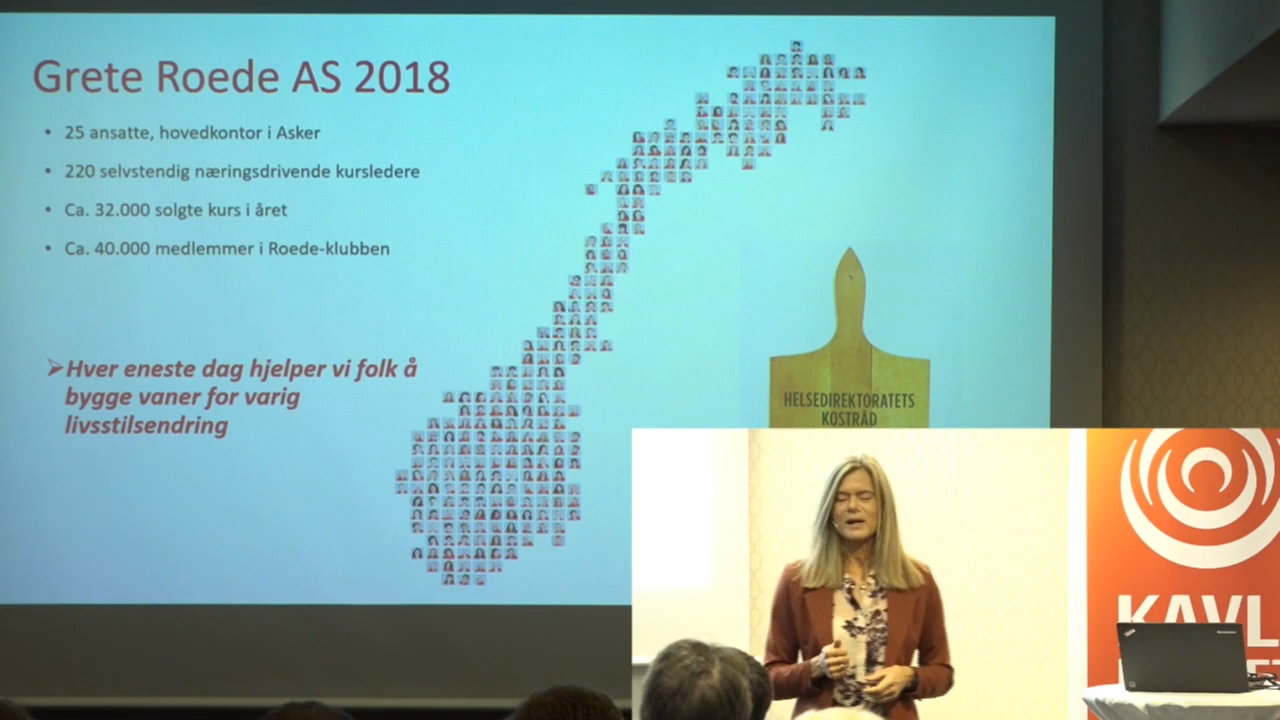 Grete Roede AS 2018
• 25 ansatte, hovedkontor i Asker
• 220 selvstendig næringsdrivende kursledere
• Ca. 32.000 solgte kurs i året
• Ca. 40.000 medlemmer i Roede-klubben
➢Hver eneste dag hjelper vi folk å
bygge vaner for varig
livsstilsendring
HELSEDIREKTORATETS
KOSTRÅD
KAVL